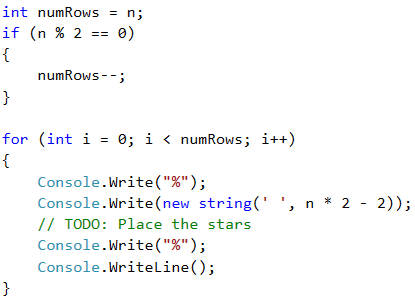 int numRows = n;
if (n % 2 == 0)
{
    numRows--;
}

for (int i = 0; i < numRows; i++)
{
    Console.Write("%");
    Console.Write(new string(' ', n * 2 - 2));
    // TODO: Place the stars
    Console.Write("%");
    Console.WriteLine();
}